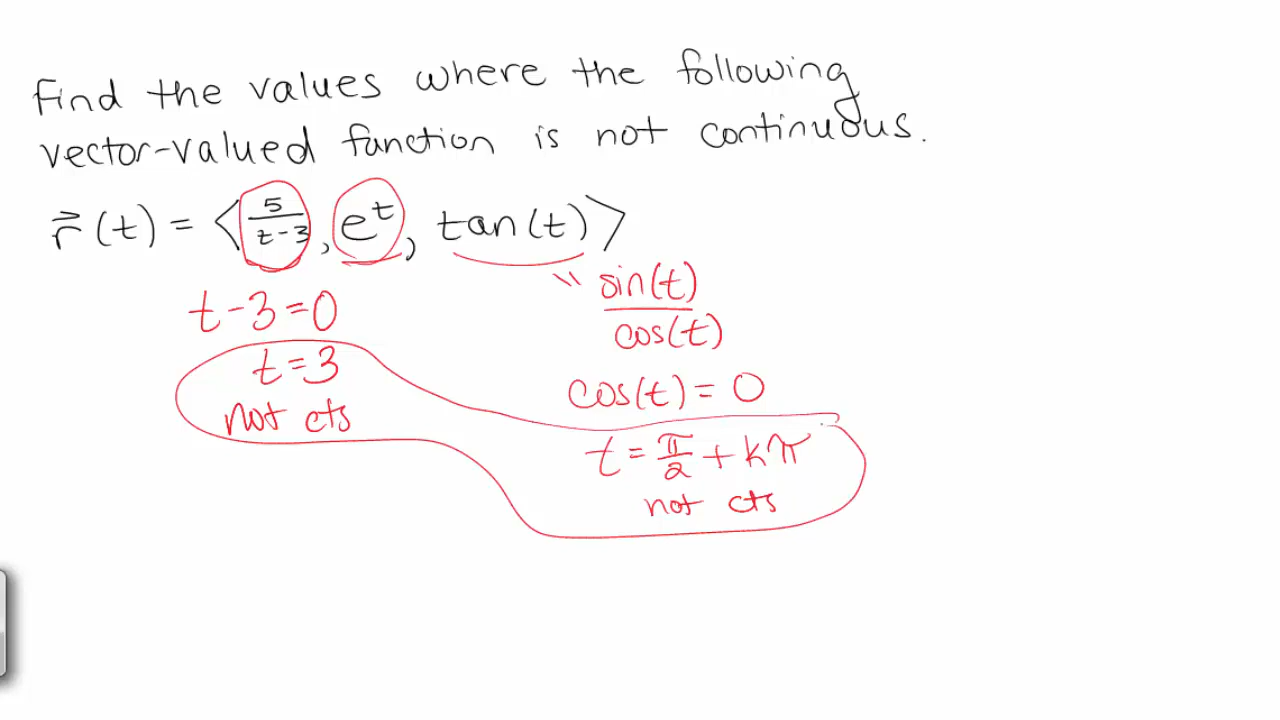 Find the values where the following
vector-valued function is not continuous.
r⃗(t) = ⟨5/(t-3), e^t, tan(t)⟩
t-3=0
t=3
not cts
" sin(t)/cos(t)
cos(t)=0
t=π/2+kπ
not cts